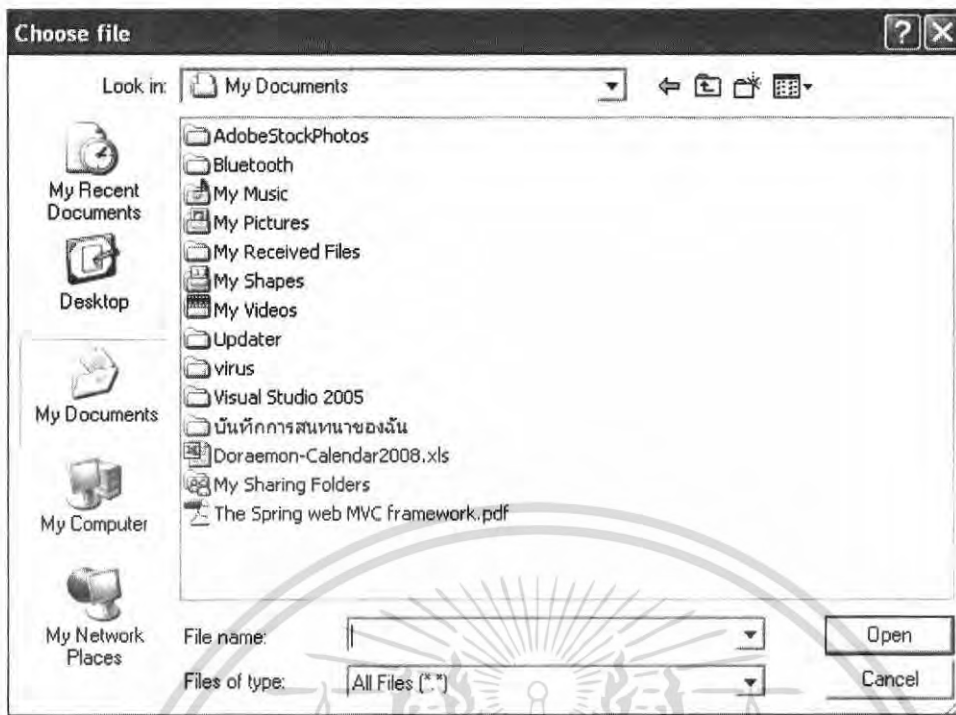 Choose file
Look in: My Documents
My Recent Documents
Desktop
My Documents
My Computer
My Network Places
AdobeStockPhotos
Bluetooth
My Music
My Pictures
My Received Files
My Shapes
My Videos
Updater
virus
Visual Studio 2005
บันทึกการสนทนาของฉัน
Doraemon-Calendar2008.xls
My Sharing Folders
The Spring web MVC framework.pdf
File name:
Open
Files of type: All Files (*.*)
Cancel